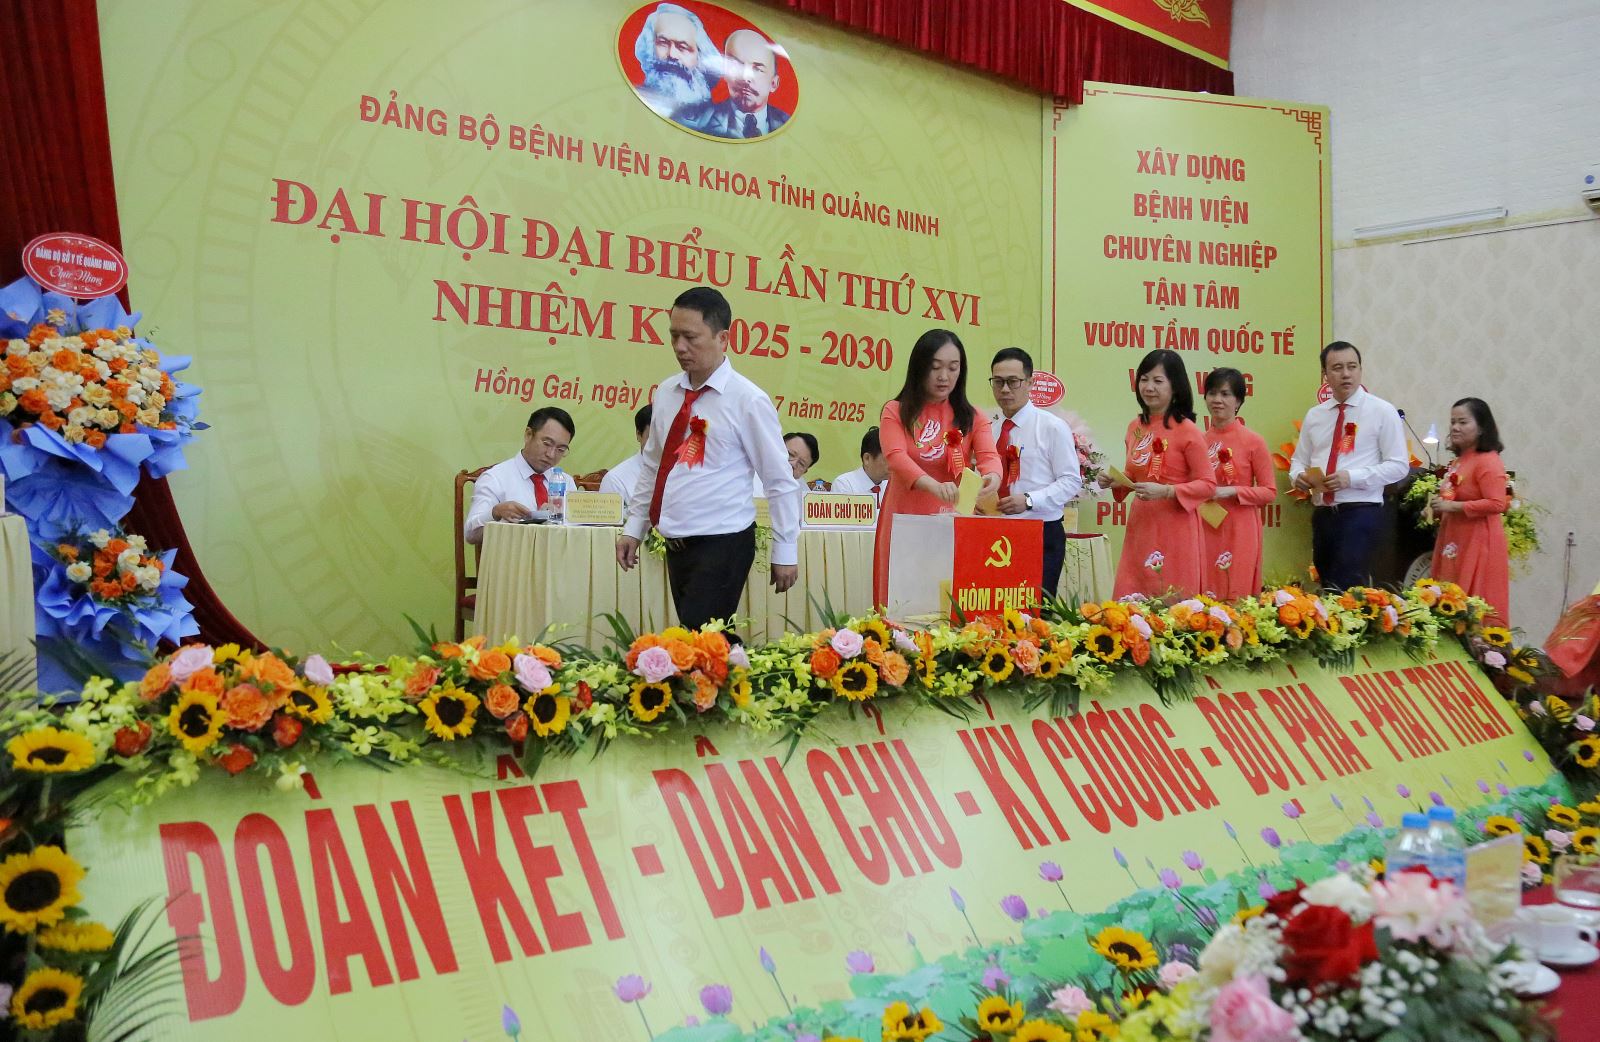 ĐẢNG BỘ BỆNH VIỆN ĐA KHOA TỈNH QUẢNG NINH
ĐẠI HỘI ĐẠI BIỂU LẦN THỨ XVI
NHIỆM KỲ 2025 - 2030
Hồng Gai, ngày 7 năm 2025
XÂY DỰNG
BỆNH VIỆN
CHUYÊN NGHIỆP
TẬN TÂM
VƯƠN TẦM QUỐC TẾ
ĐẢNG BỘ SỞ Y TẾ QUẢNG NINH
Chúc Mừng
ĐOÀN CHỦ TỊCH
HÒM PHIẾU
ĐOÀN KẾT - DÂN CHỦ - KỶ CƯƠNG - ĐỘT PHÁ - PHÁT TRIỂN